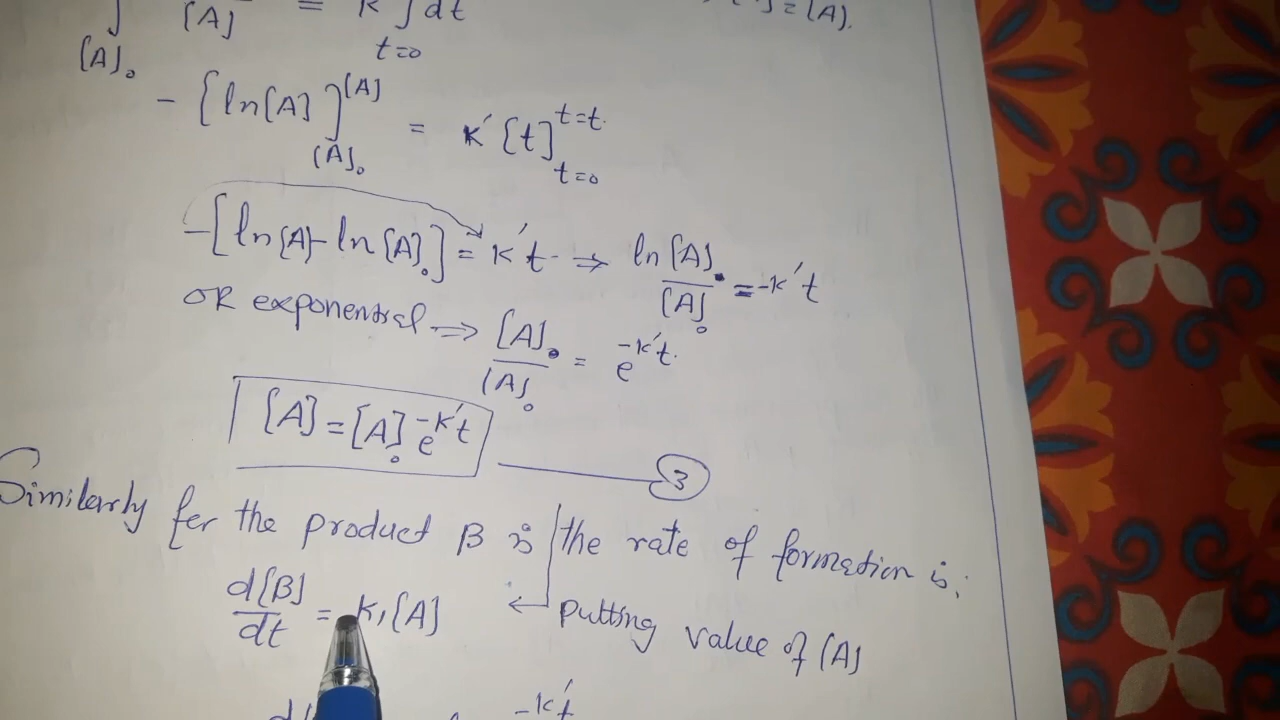 ∫ [A] = k ∫dt = [A].
[A]₀ t=0
- [ln[A]]^[A]_[A]₀ = k' [t]^t=t._t=0
-[ln[A]-ln[A]₀] = k't. ⇒ ln [A]/[A]₀ = -k't
OR exponential ⇒ [A]/[A]₀ = e^-k't.
[A] = [A]₀ e^-k't ③
Similarly for the product B is / the rate of formation is;
d[B]/dt = k₁[A] ← putting value of [A]
-k't